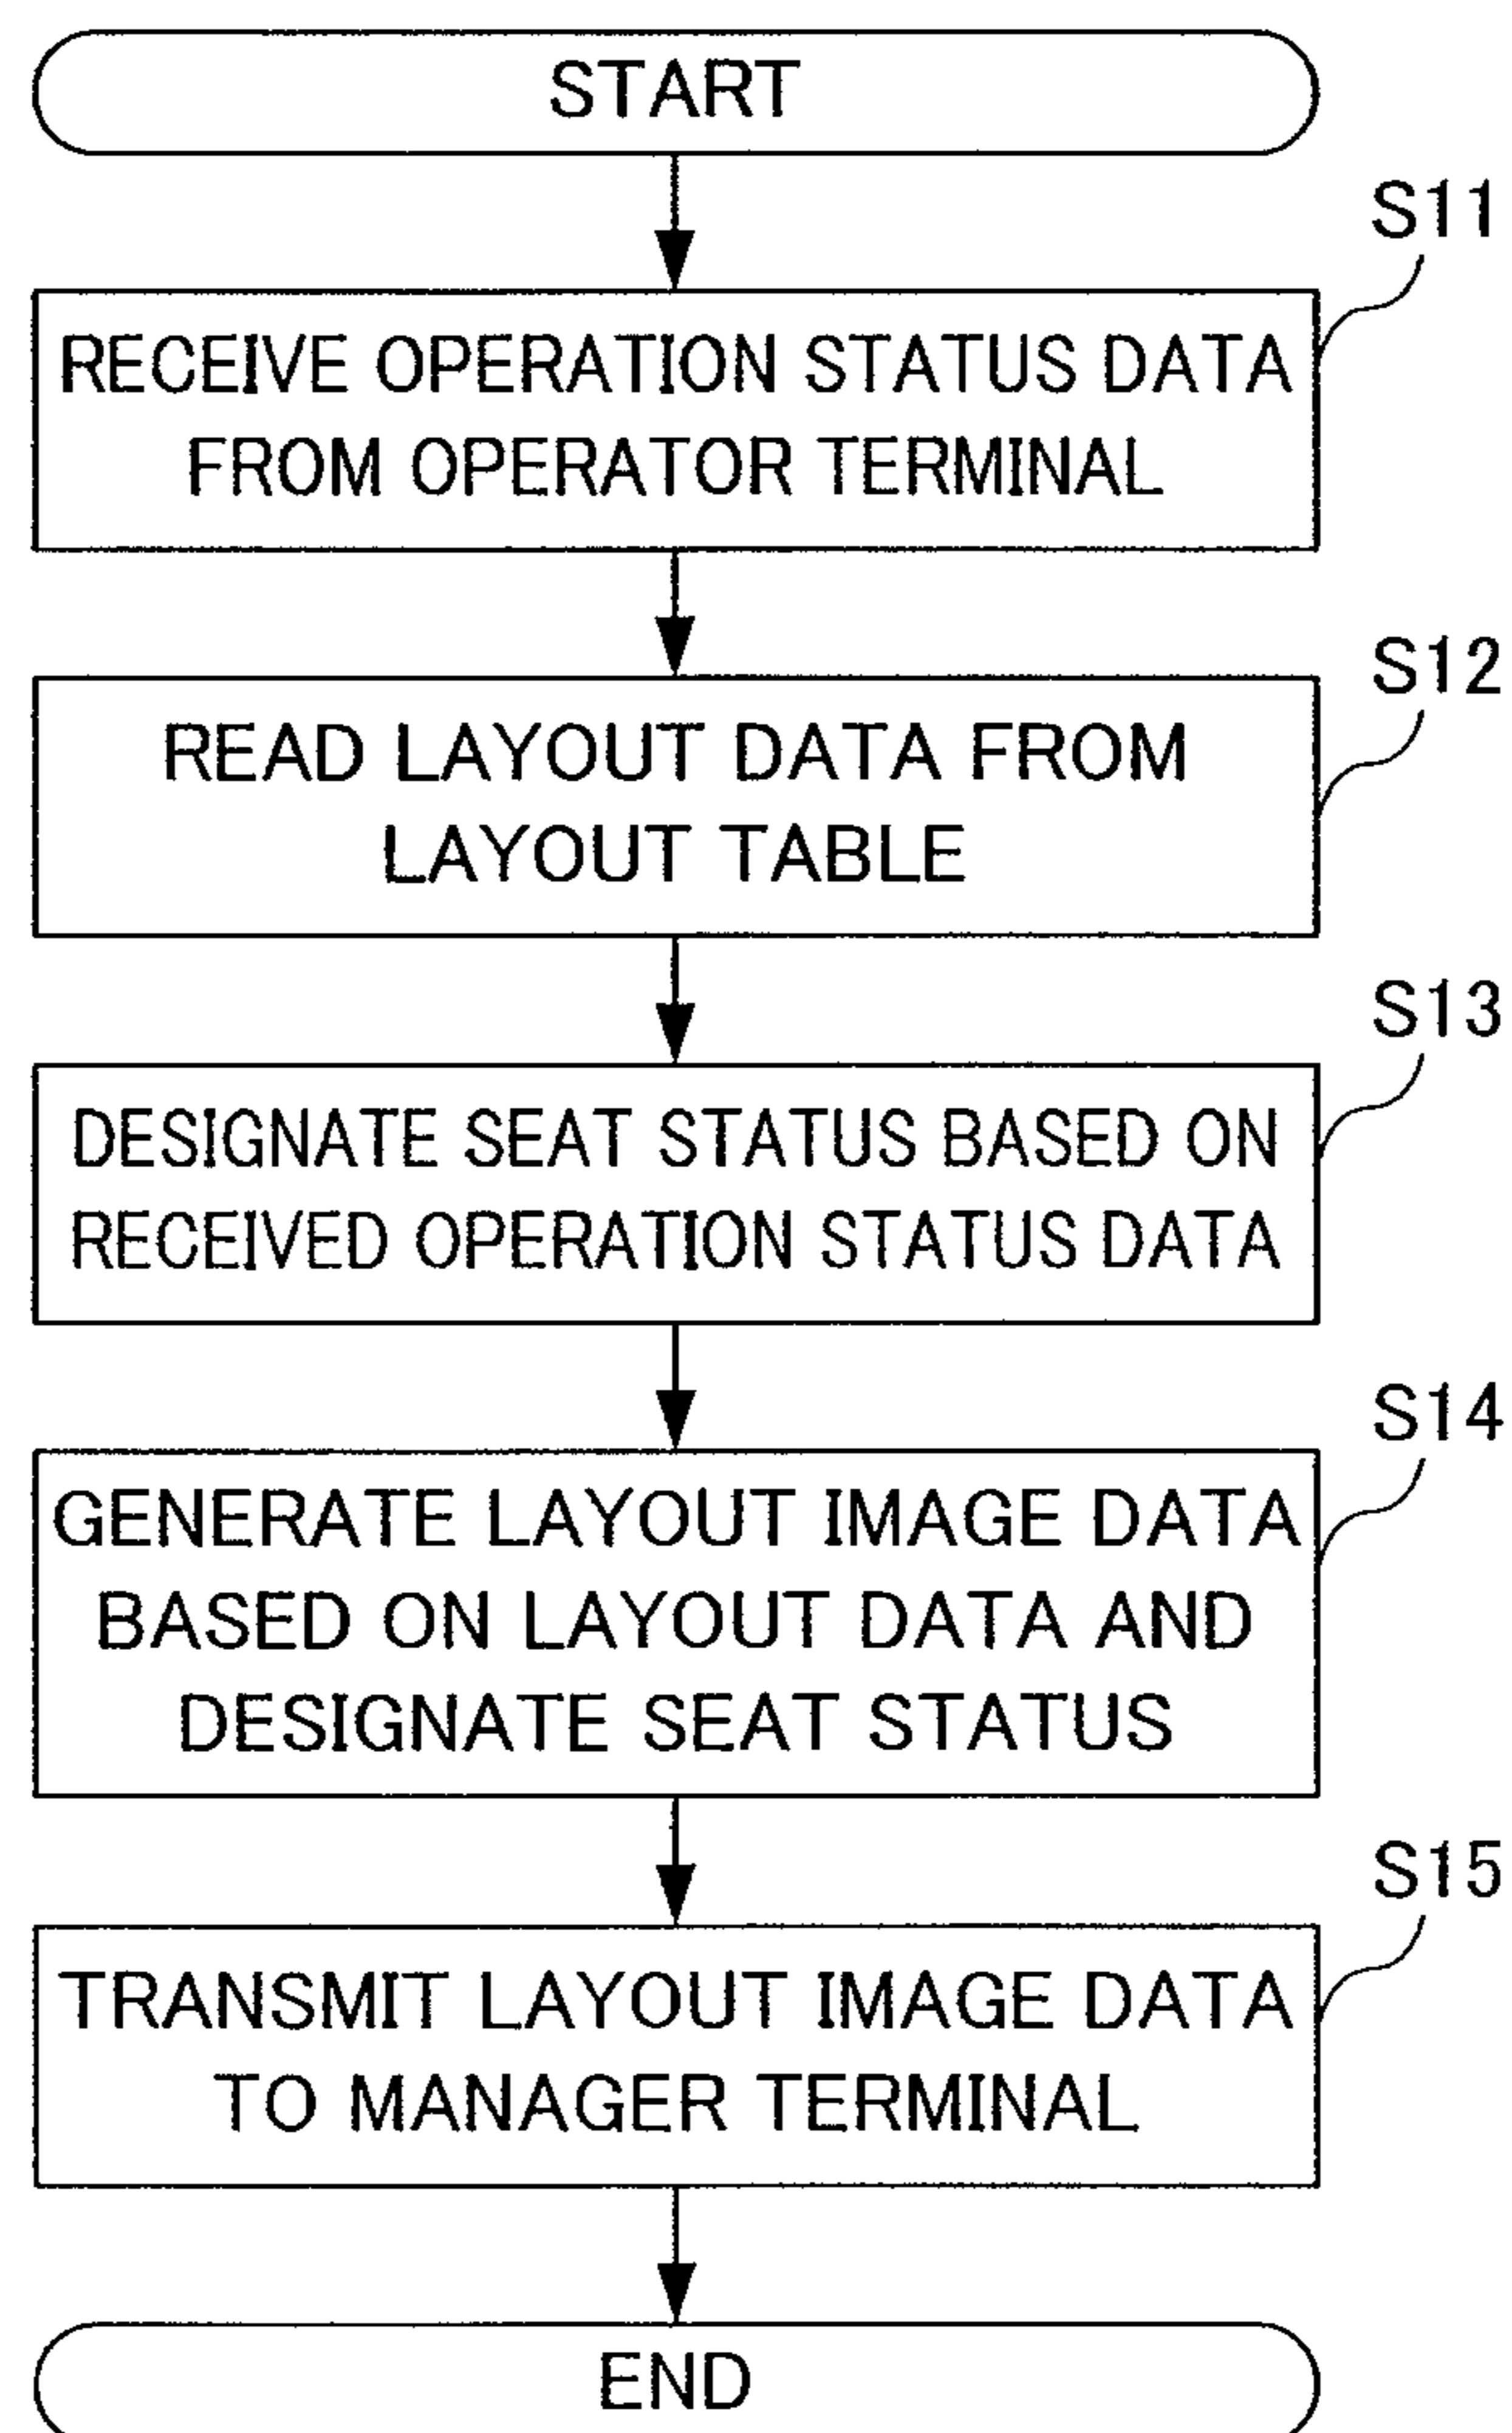 START
S11
RECEIVE OPERATION STATUS DATA
FROM OPERATOR TERMINAL
S12
READ LAYOUT DATA FROM
LAYOUT TABLE
S13
DESIGNATE SEAT STATUS BASED ON
RECEIVED OPERATION STATUS DATA
S14
GENERATE LAYOUT IMAGE DATA
BASED ON LAYOUT DATA AND
DESIGNATE SEAT STATUS
S15
TRANSMIT LAYOUT IMAGE DATA
TO MANAGER TERMINAL
END